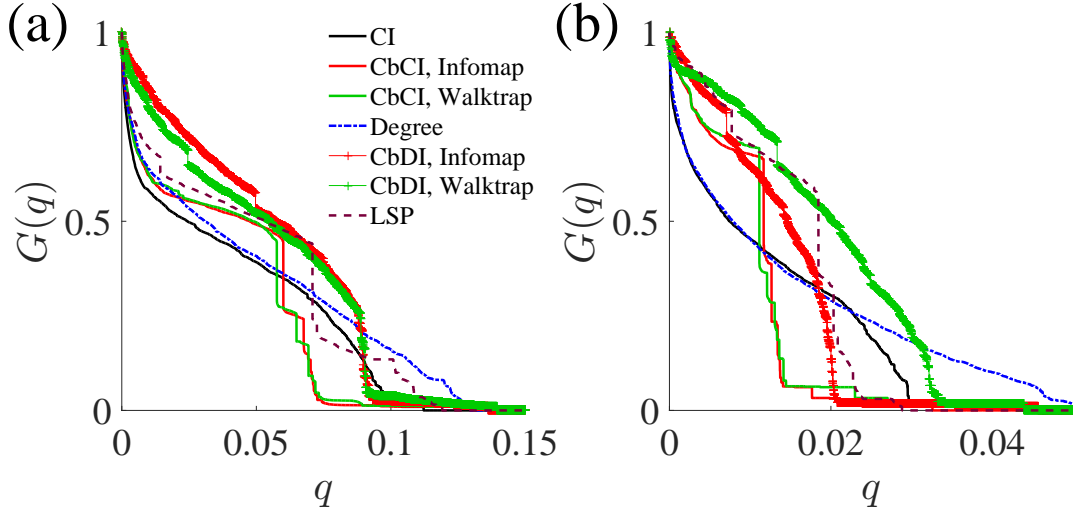 (a)
G(q)
1
0.5
0
0
0.05
0.1
0.15
q
CI
CbCI, Infomap
CbCI, Walktrap
Degree
CbDI, Infomap
CbDI, Walktrap
LSP
(b)
G(q)
1
0.5
0
0
0.02
0.04
q